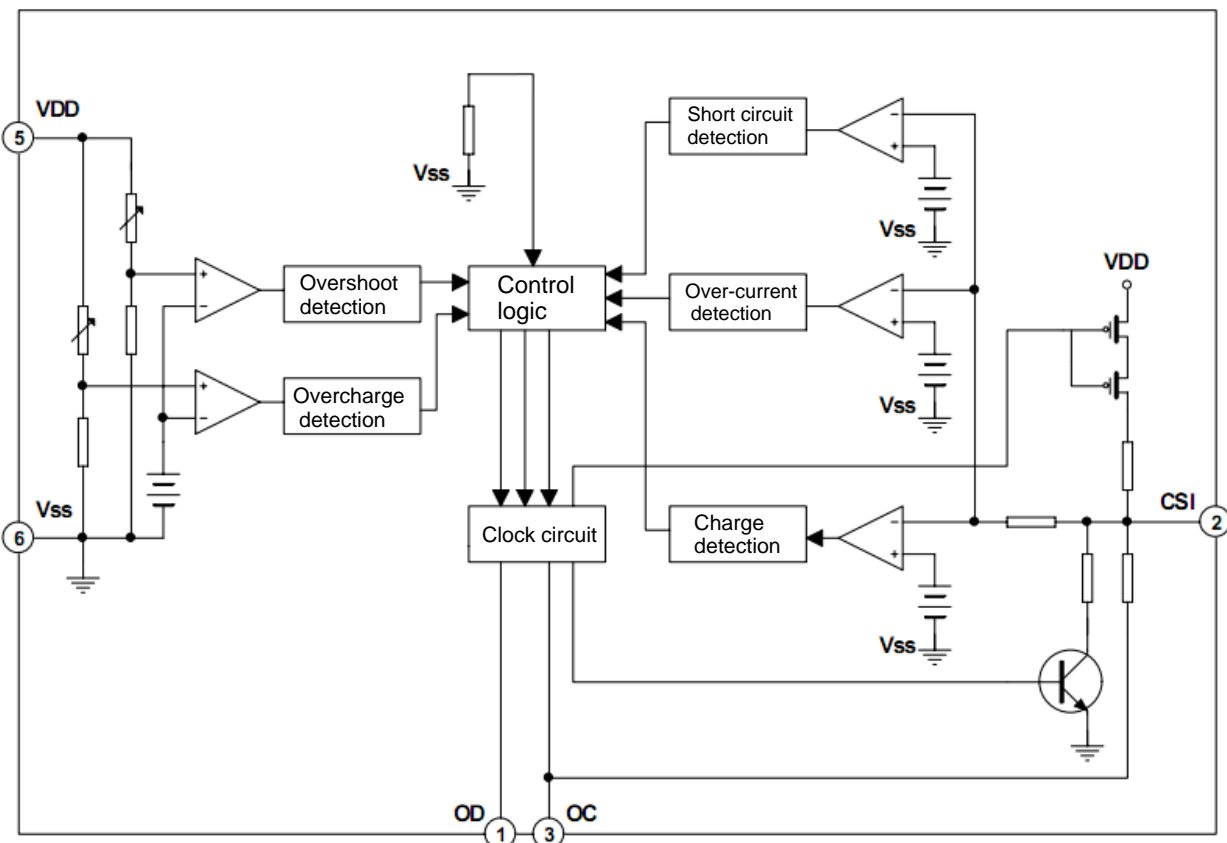 VDD
5
Vss
Short circuit
detection
-
+
Vss
VDD
+
-
Overshoot
detection
Control
logic
Over-current
detection
-
+
Vss
+
-
Overcharge
detection
Vss
6
Clock circuit
Charge
detection
-
+
Vss
CSI
2
OD
1
3
OC